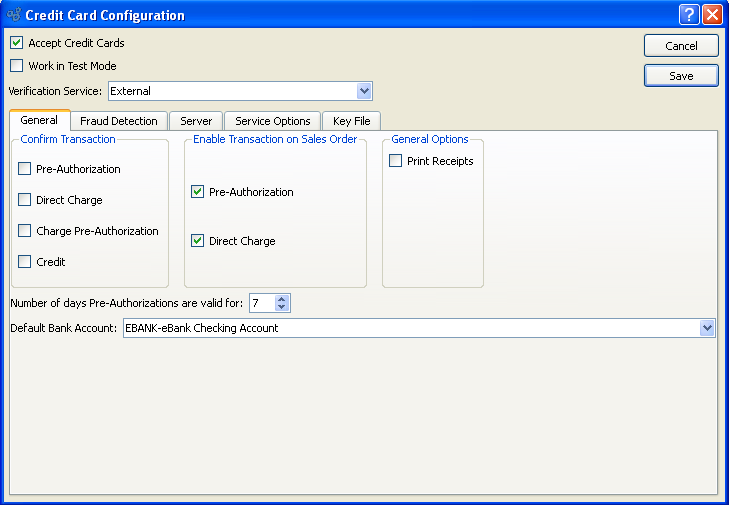 Credit Card Configuration
Accept Credit Cards
Cancel
Work in Test Mode
Save
Verification Service: External
General Fraud Detection Server Service Options Key File
Confirm Transaction Enable Transaction on Sales Order General Options
Pre-Authorization
Direct Charge
Charge Pre-Authorization
Credit
Pre-Authorization
Direct Charge
Print Receipts
Number of days Pre-Authorizations are valid for: 7
Default Bank Account: EBANK-eBank Checking Account